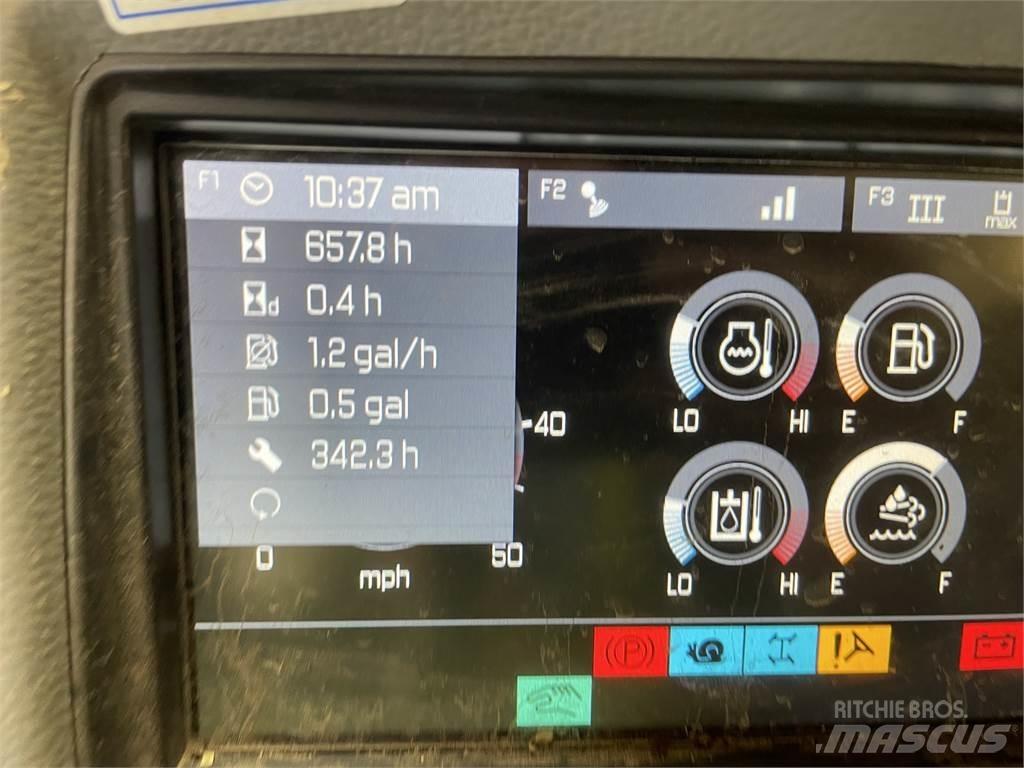 F1 10:37 am
F2
F3 III max
657.8 h
0.4 h
d
1.2 gal/h
0.5 gal
342.3 h
40
0
50
mph
LO HI
E F
LO HI
E F
(P)
!
- +
RITCHIE BROS.
MASCUS